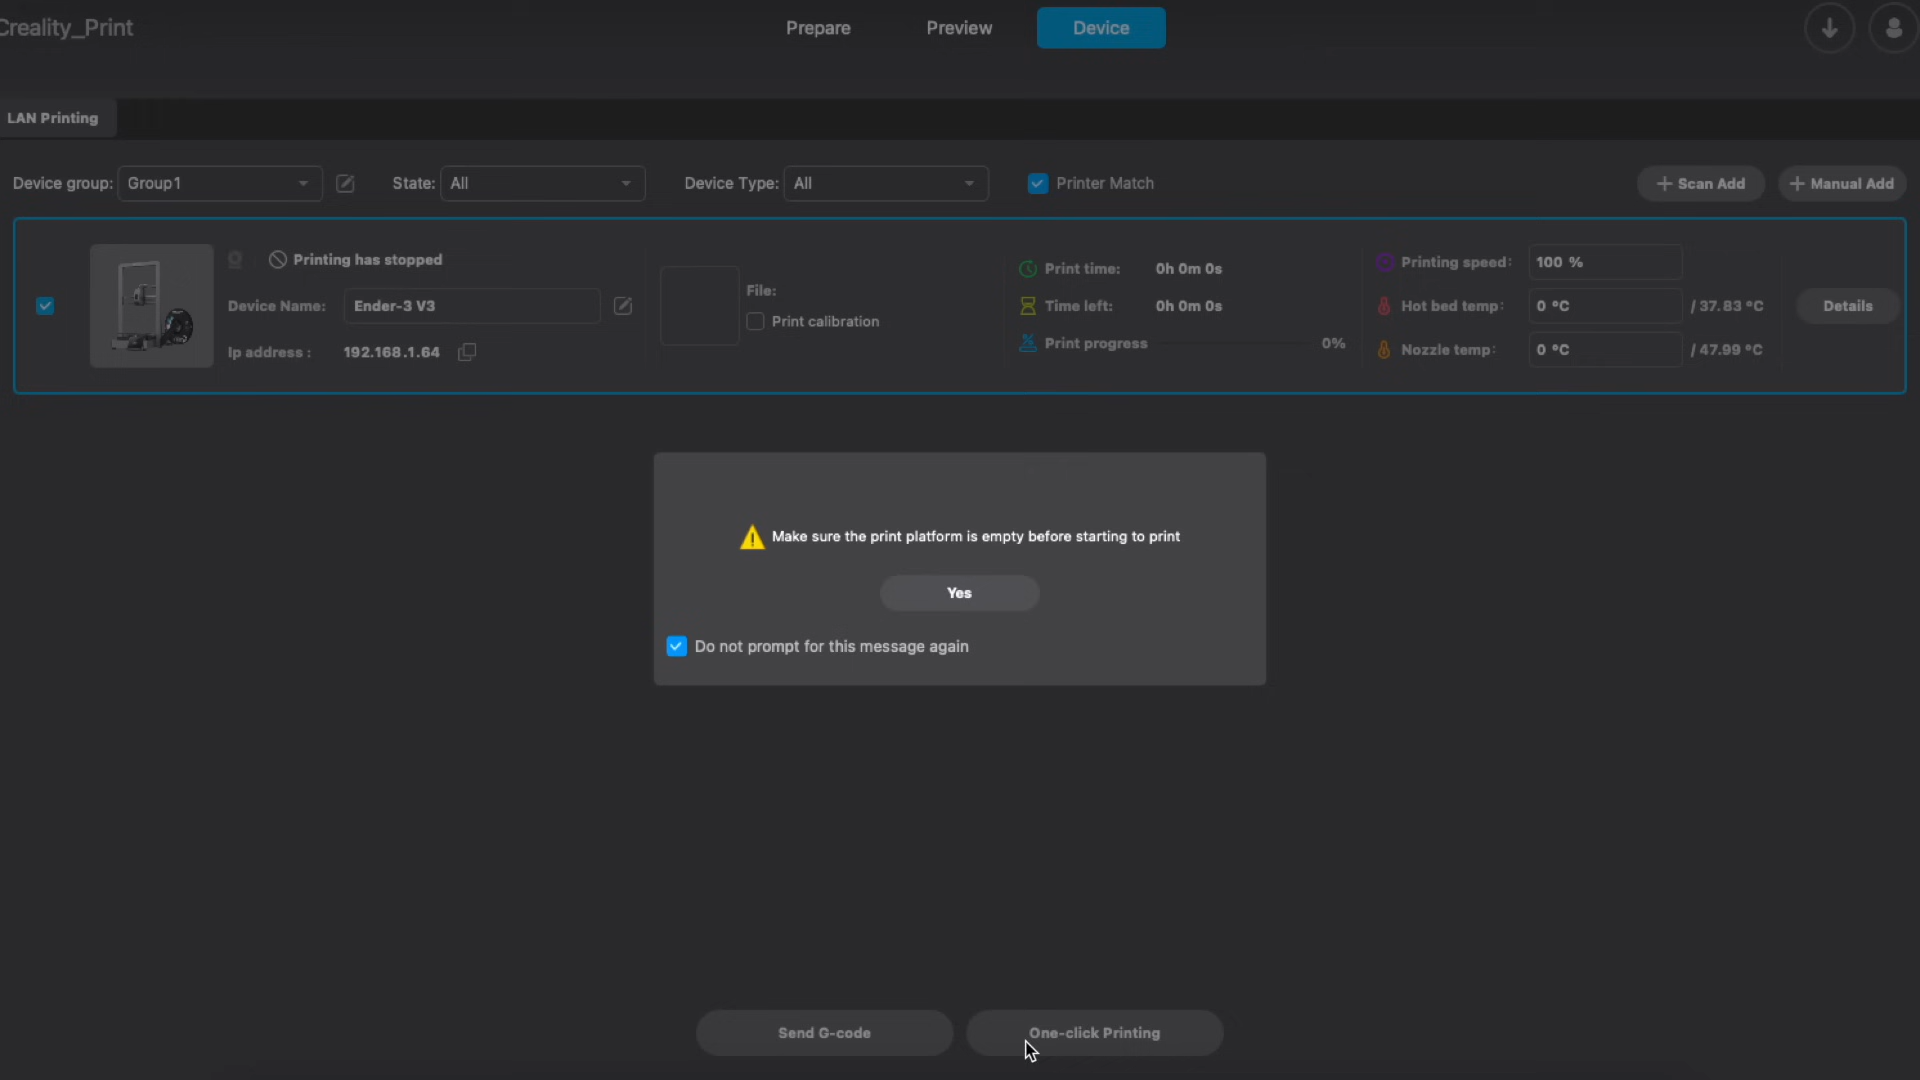 Creality_Print
Prepare
Preview
Device
LAN Printing
Device group: Group1
State: All
Device Type: All
Printer Match
+ Scan Add
+ Manual Add
Printing has stopped
Device Name: Ender-3 V3
Ip address : 192.168.1.64
File:
Print calibration
Print time: 0h 0m 0s
Time left: 0h 0m 0s
Print progress 0%
Printing speed: 100 %
Hot bed temp: 0 °C / 37.83 °C
Nozzle temp: 0 °C / 47.99 °C
Details
Make sure the print platform is empty before starting to print
Yes
Do not prompt for this message again
Send G-code
One-click Printing